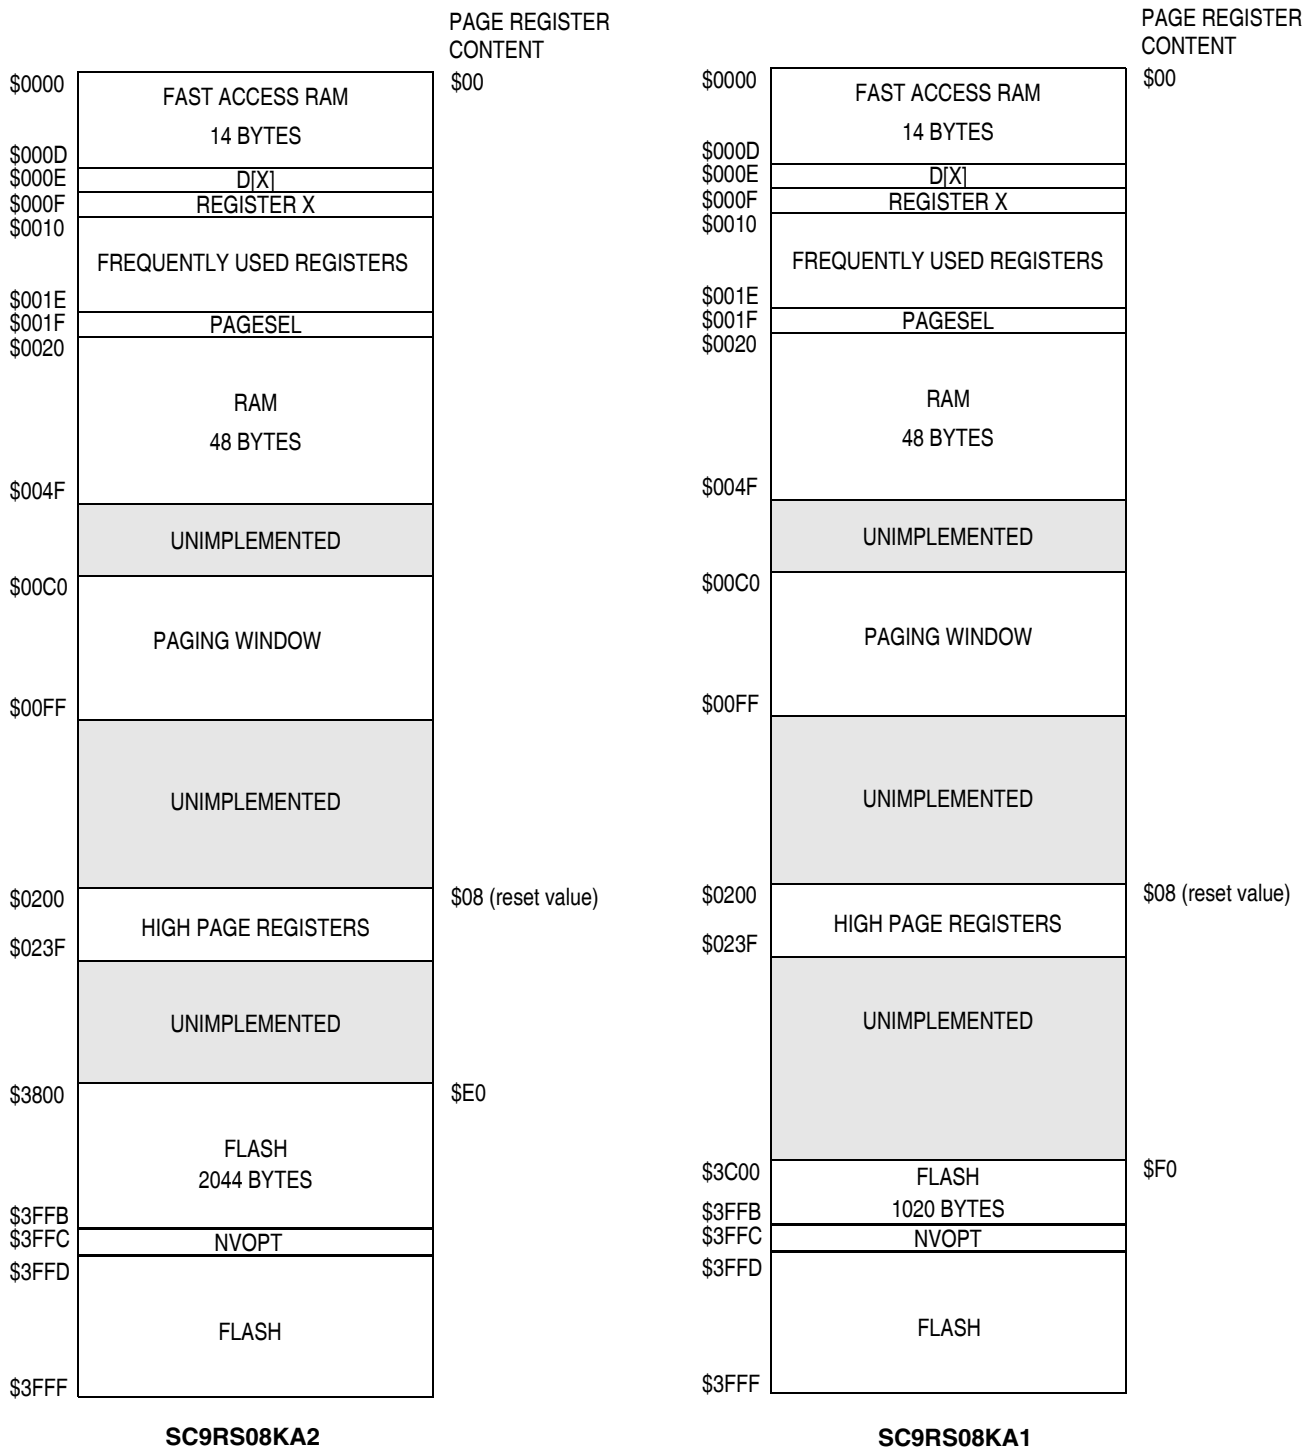 PAGE REGISTER
CONTENT
$0000
$00
FAST ACCESS RAM
14 BYTES
$000D
$000E
D[X]
$000F
REGISTER X
$0010
FREQUENTLY USED REGISTERS
$001E
$001F
PAGESEL
$0020
RAM
48 BYTES
$004F
UNIMPLEMENTED
$00C0
PAGING WINDOW
$00FF
UNIMPLEMENTED
$0200
$08 (reset value)
HIGH PAGE REGISTERS
$023F
UNIMPLEMENTED
$3800
$E0
FLASH
2044 BYTES
$3FFB
$3FFC
NVOPT
$3FFD
FLASH
$3FFF
SC9RS08KA2
PAGE REGISTER
CONTENT
$0000
$00
FAST ACCESS RAM
14 BYTES
$000D
$000E
D[X]
$000F
REGISTER X
$0010
FREQUENTLY USED REGISTERS
$001E
$001F
PAGESEL
$0020
RAM
48 BYTES
$004F
UNIMPLEMENTED
$00C0
PAGING WINDOW
$00FF
UNIMPLEMENTED
$0200
$08 (reset value)
HIGH PAGE REGISTERS
$023F
UNIMPLEMENTED
$3C00
$F0
FLASH
1020 BYTES
$3FFB
$3FFC
NVOPT
$3FFD
FLASH
$3FFF
SC9RS08KA1